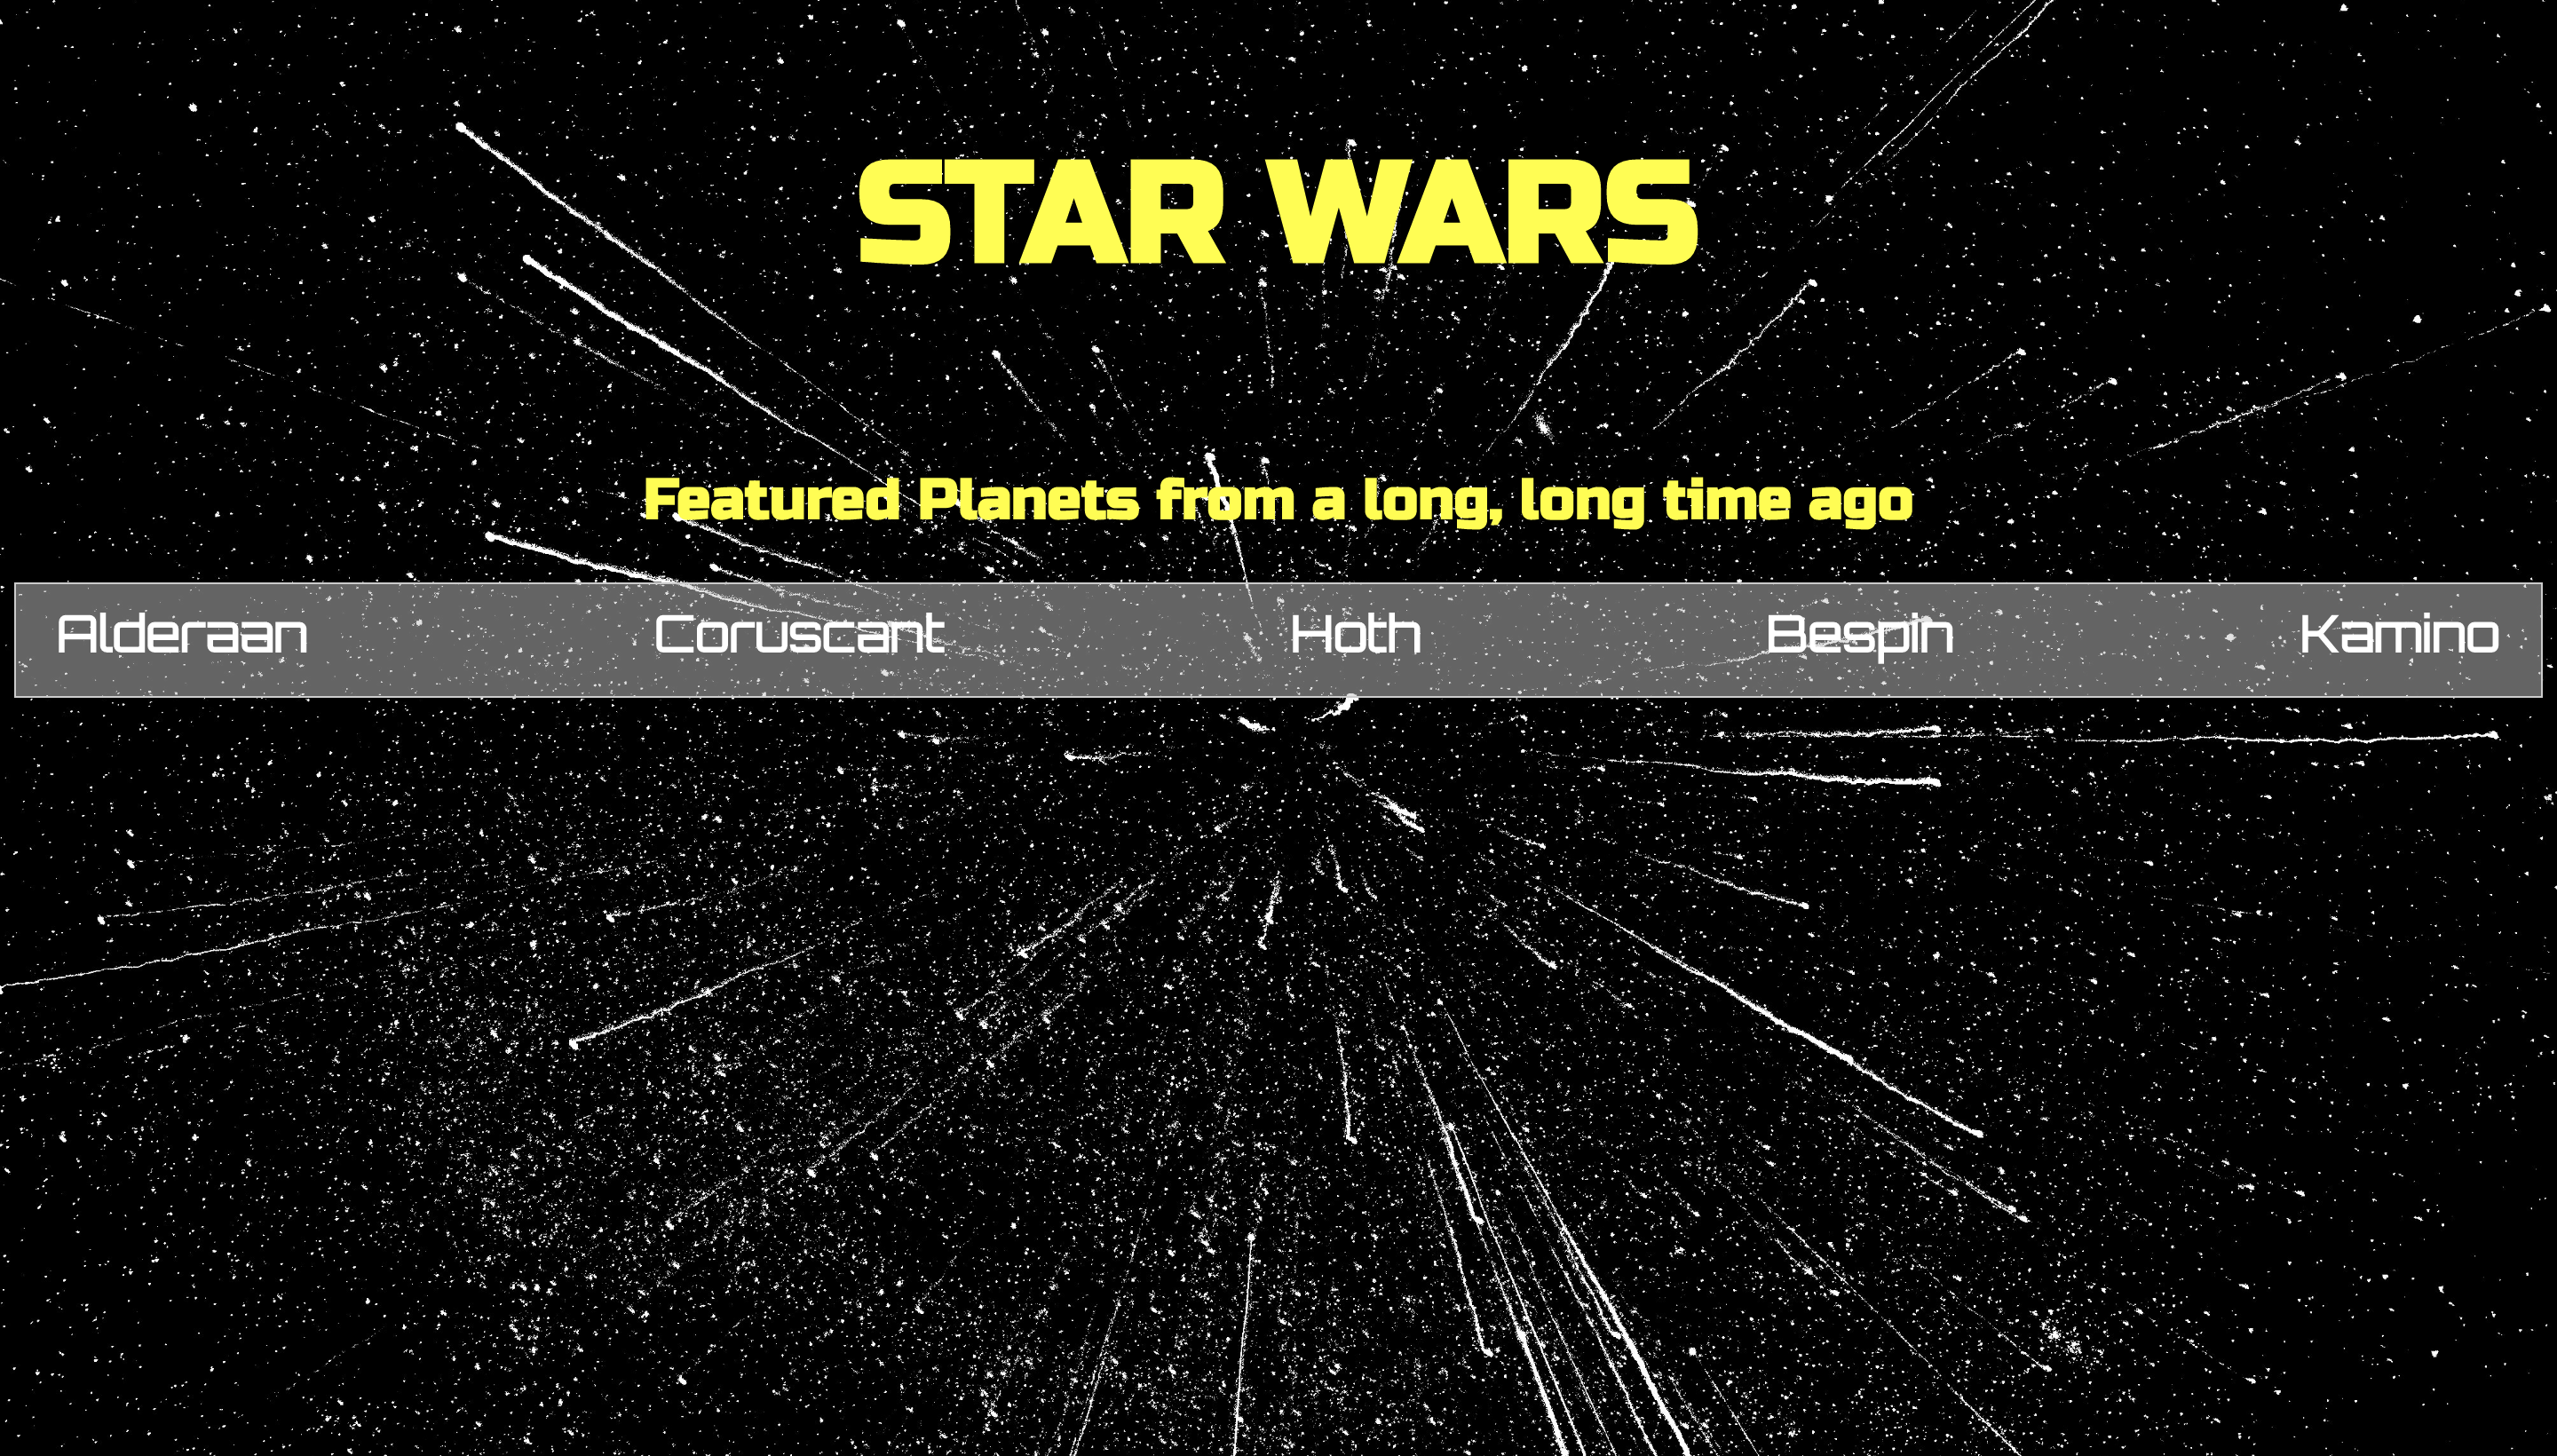 STAR WARS
Featured Planets from a long, long time ago
Alderaan Coruscant Hoth Bespin Kamino